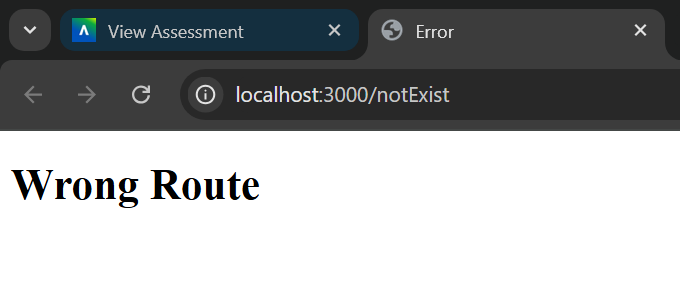 View Assessment
Error
localhost:3000/notExist
Wrong Route